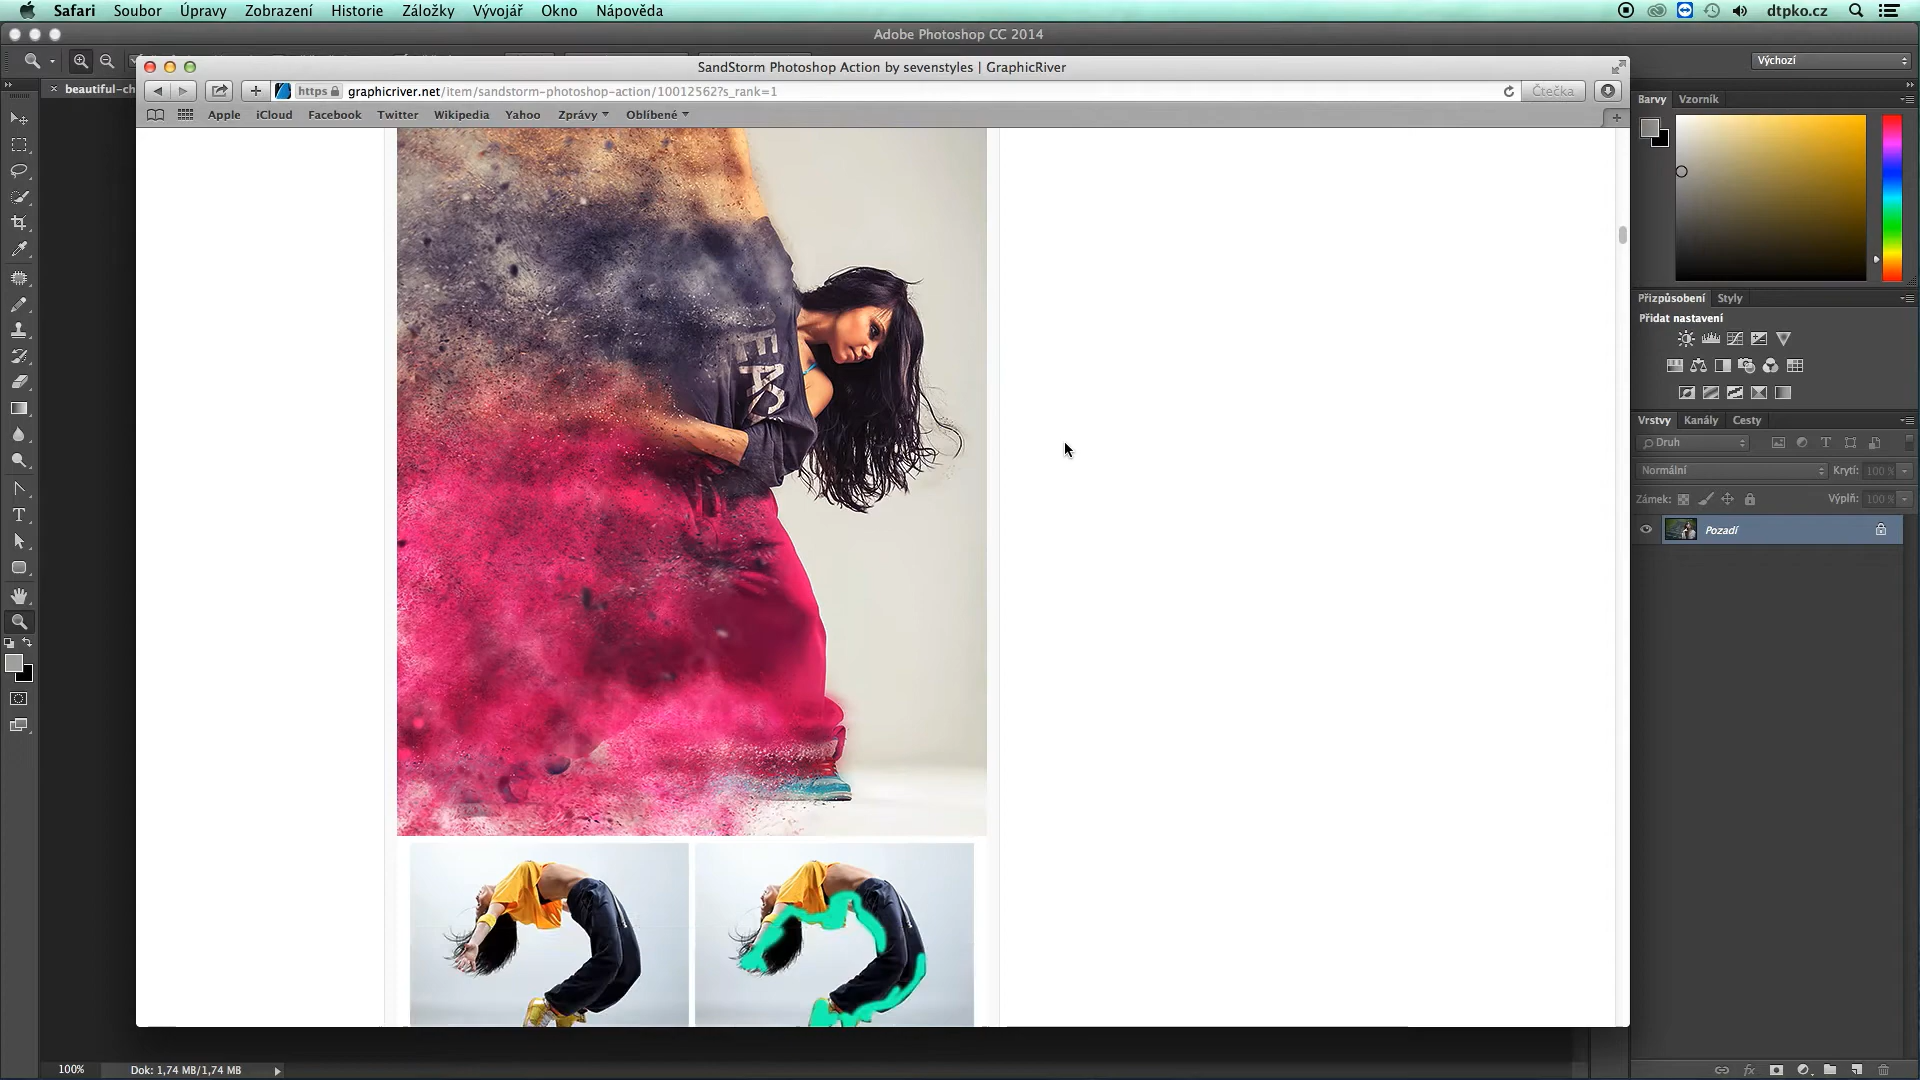 Safari Soubor Úpravy Zobrazení Historie Záložky Vývojář Okno Nápověda dtpko.cz
Adobe Photoshop CC 2014
Výchozí
SandStorm Photoshop Action by sevenstyles | GraphicRiver
beautiful-ch
https graphicriver.net/item/sandstorm-photoshop-action/10012562?s_rank=1 Čtečka
Apple iCloud Facebook Twitter Wikipedia Yahoo Zprávy Oblíbené
Barvy Vzorník
Přizpůsobení Styly
Přidat nastavení
Vrstvy Kanály Cesty
Druh
Normální Krytí: 100 %
Zámek: Výplň: 100 %
Pozadí
100% Dok: 1,74 MB/1,74 MB